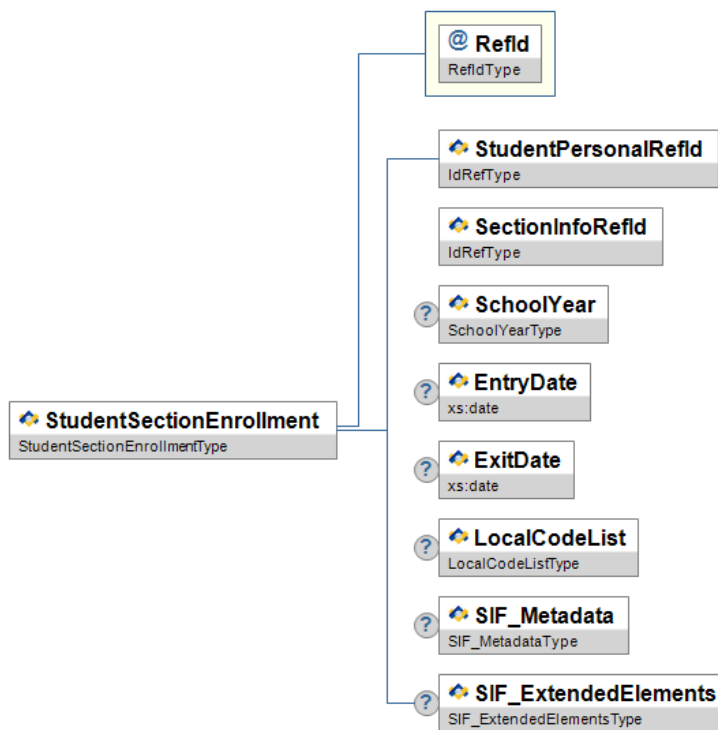 @ RefId
RefIdType
StudentPersonalRefId
IdRefType
SectionInfoRefId
IdRefType
? SchoolYear
SchoolYearType
? EntryDate
xs:date
StudentSectionEnrollment
StudentSectionEnrollmentType
? ExitDate
xs:date
? LocalCodeList
LocalCodeListType
? SIF_Metadata
SIF_MetadataType
? SIF_ExtendedElements
SIF_ExtendedElementsType